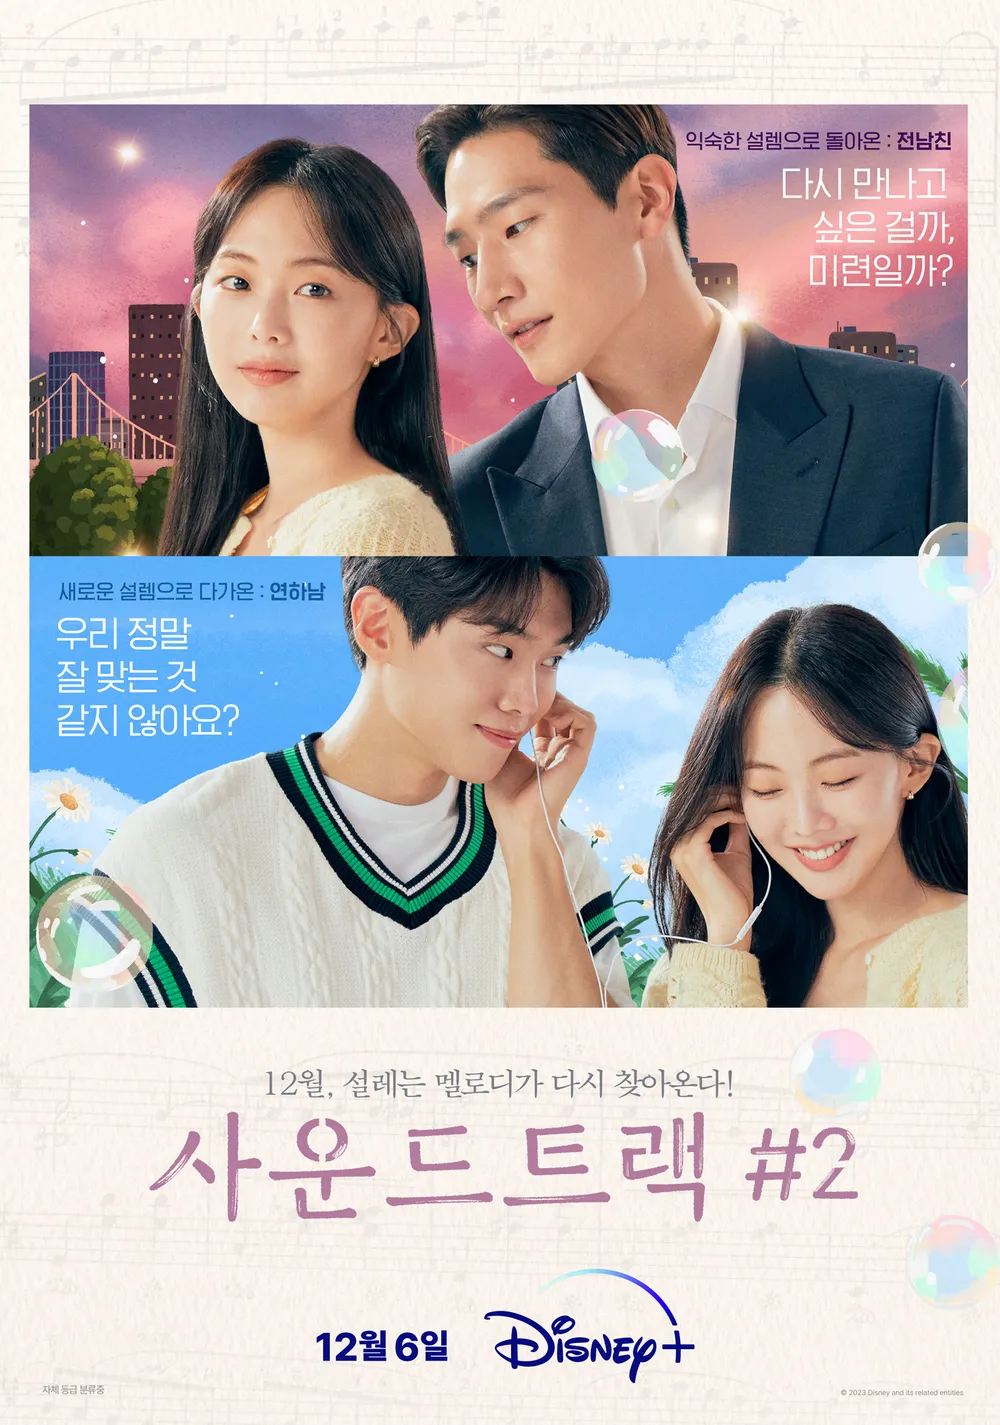 익숙한 설렘으로 돌아온 : 전남친
다시 만나고
싶은 걸까,
미련일까?
새로운 설렘으로 다가온 : 연하남
우리 정말
잘 맞는 것
같지 않아요?
12월, 설레는 멜로디가 다시 찾아온다!
사운드트랙 #2
12월 6일 Disney+
자체 등급 분류중
© 2023 Disney and its related entities.